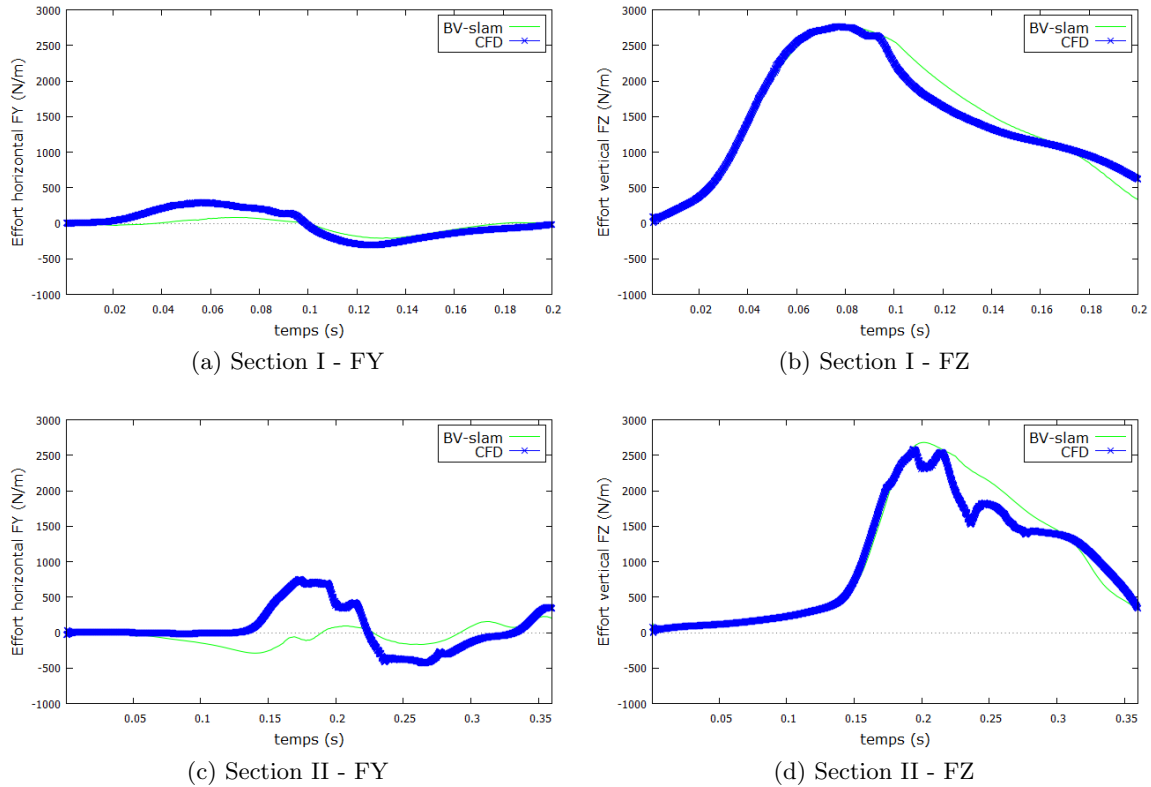 3000
2500
2000
1500
1000
500
0
-500
-1000
Effort horizontal FY (N/m)
BV-slam
CFD
0.02 0.04 0.06 0.08 0.1 0.12 0.14 0.16 0.18 0.2
temps (s)
(a) Section I - FY
3000
2500
2000
1500
1000
500
0
-500
-1000
Effort vertical FZ (N/m)
BV-slam
CFD
0.02 0.04 0.06 0.08 0.1 0.12 0.14 0.16 0.18 0.2
temps (s)
(b) Section I - FZ
3000
2500
2000
1500
1000
500
0
-500
-1000
Effort horizontal FY (N/m)
BV-slam
CFD
0.05 0.1 0.15 0.2 0.25 0.3 0.35
temps (s)
(c) Section II - FY
3000
2500
2000
1500
1000
500
0
-500
-1000
Effort vertical FZ (N/m)
BV-slam
CFD
0.05 0.1 0.15 0.2 0.25 0.3 0.35
temps (s)
(d) Section II - FZ